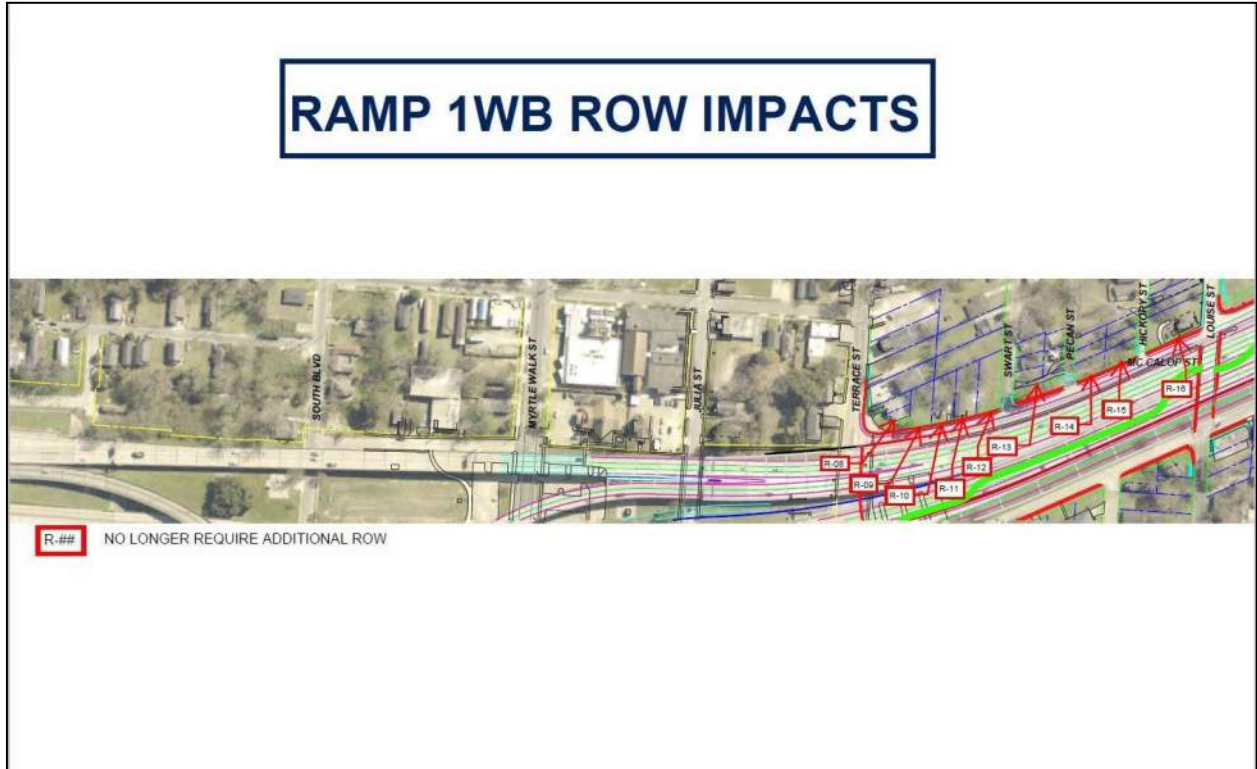 RAMP 1WB ROW IMPACTS
SOUTH BLVD
MYRTLE WALK ST
JULIA ST
TERRACE ST
SWART ST
PECAN ST
HICKORY ST
LOUISE ST
MC CALOP ST
R-08
R-09
R-10
R-11
R-12
R-13
R-14
R-15
R-16
R-## NO LONGER REQUIRE ADDITIONAL ROW